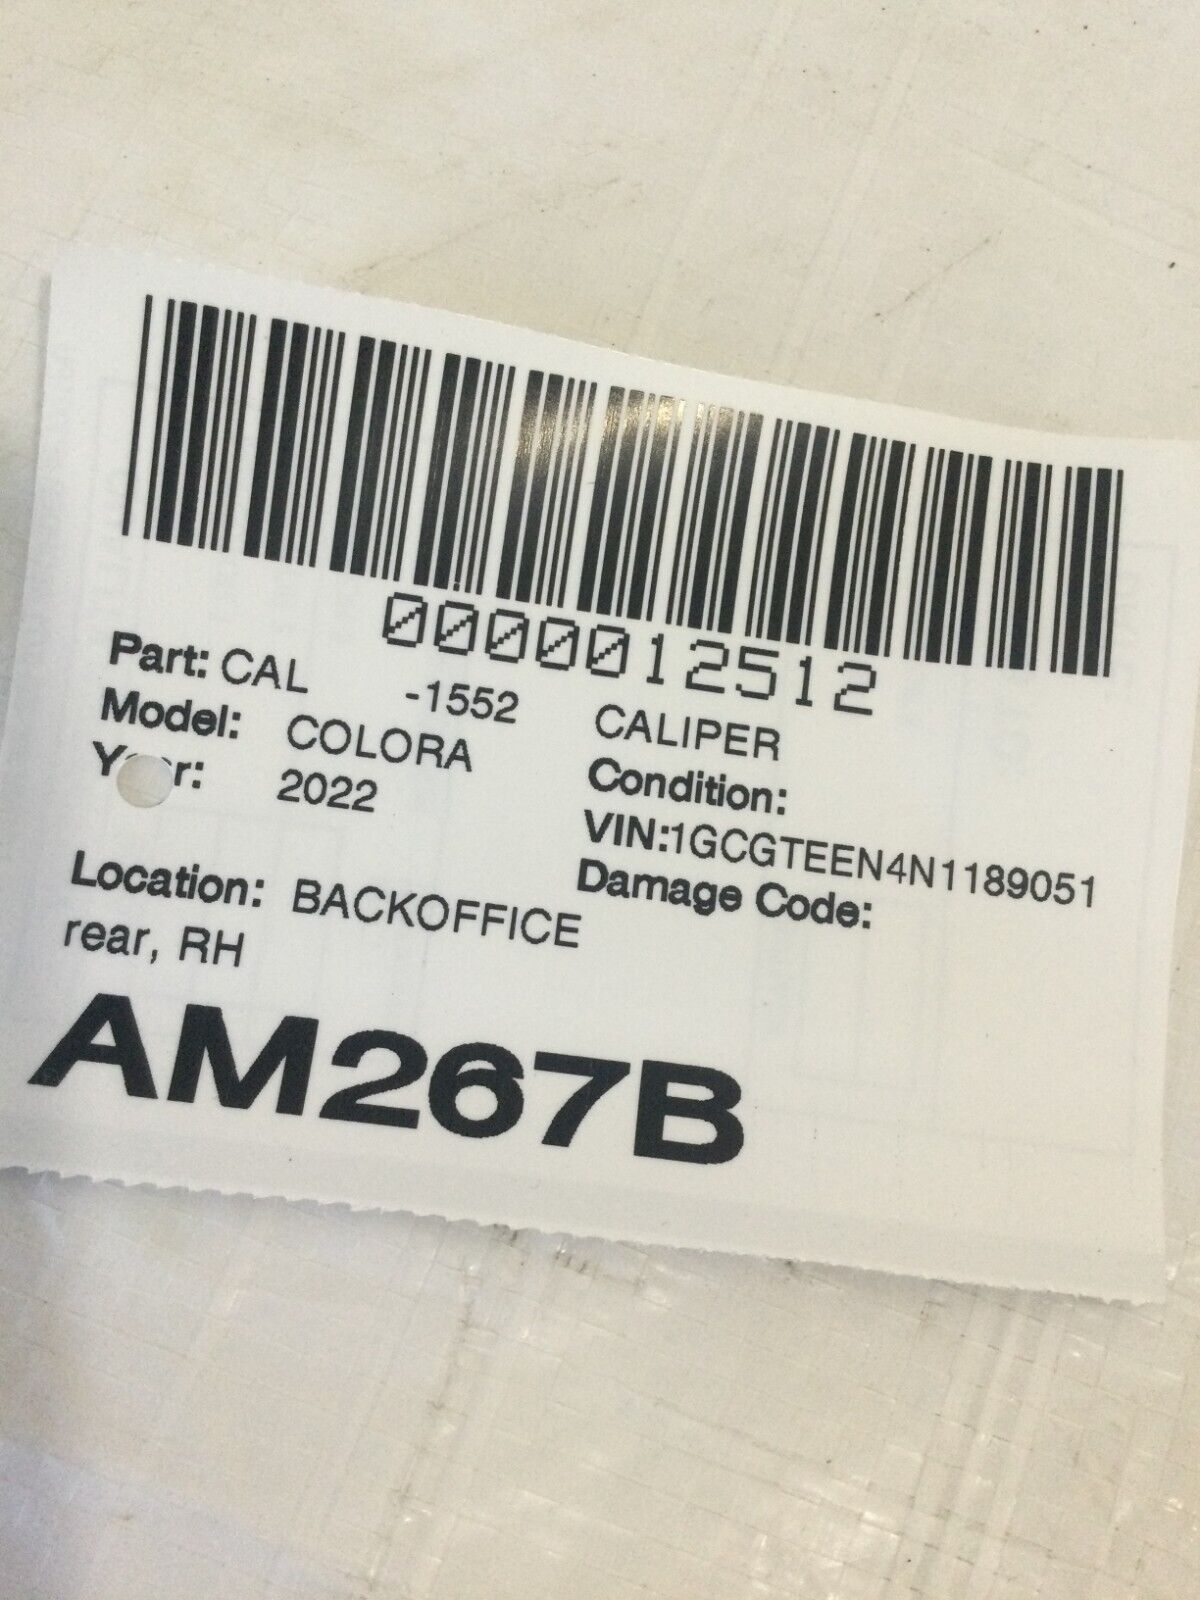 0000012512
Part: CAL -1552 CALIPER
Model: COLORA Condition:
Year: 2022 VIN:1GCGTEEN4N1189051
Damage Code:
Location: BACKOFFICE
rear, RH
AM267B